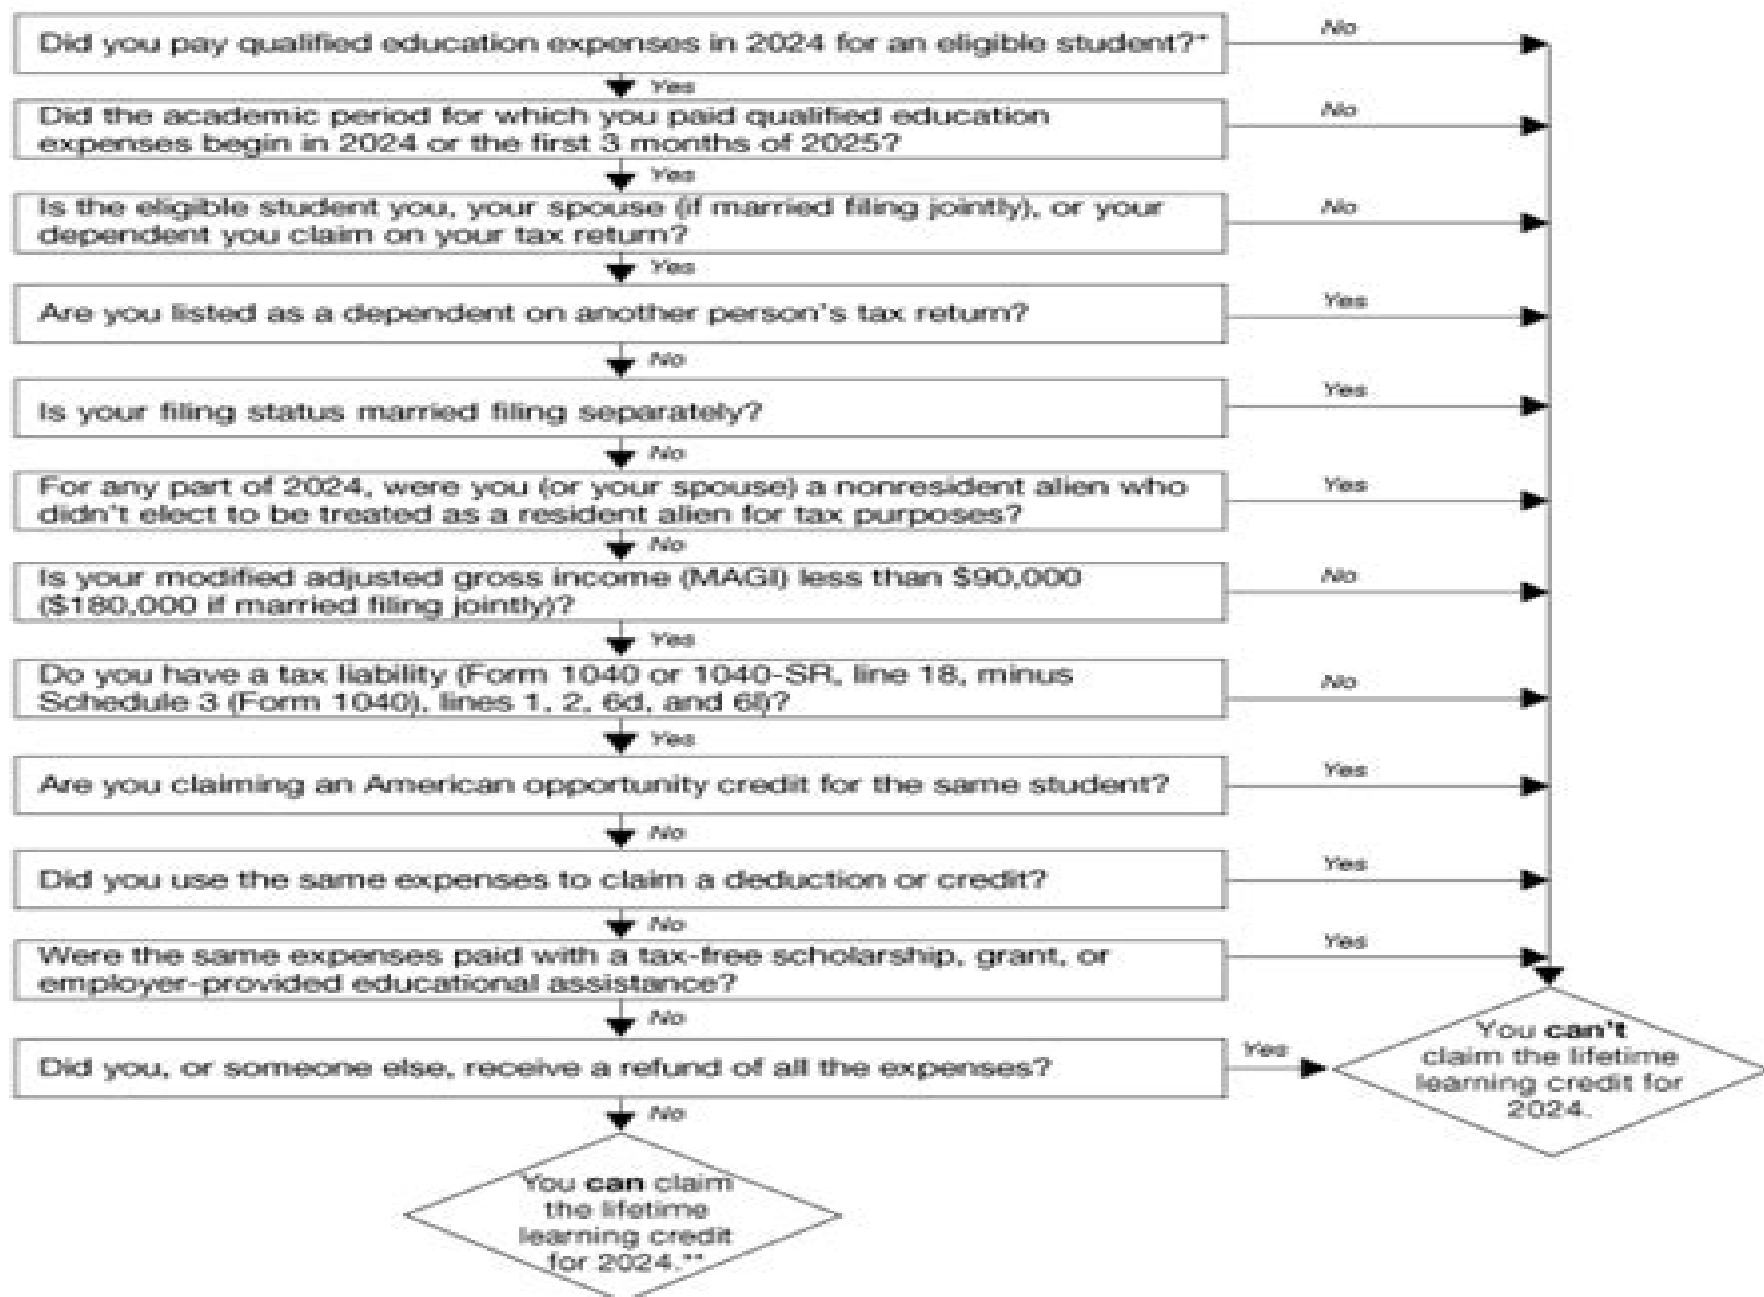 Did you pay qualified education expenses in 2024 for an eligible student?*
No
Yes
Did the academic period for which you paid qualified education
expenses begin in 2024 or the first 3 months of 2025?
No
Yes
Is the eligible student you, your spouse (if married filing jointly), or your
dependent you claim on your tax return?
No
Yes
Are you listed as a dependent on another person's tax return?
Yes
No
Is your filing status married filing separately?
Yes
No
For any part of 2024, were you (or your spouse) a nonresident alien who
didn't elect to be treated as a resident alien for tax purposes?
Yes
No
Is your modified adjusted gross income (MAGI) less than $90,000
($180,000 if married filing jointly)?
No
Yes
Do you have a tax liability (Form 1040 or 1040-SR, line 18, minus
Schedule 3 (Form 1040), lines 1, 2, 6d, and 6l)?
No
Yes
Are you claiming an American opportunity credit for the same student?
Yes
No
Did you use the same expenses to claim a deduction or credit?
Yes
No
Were the same expenses paid with a tax-free scholarship, grant, or
employer-provided educational assistance?
Yes
No
Did you, or someone else, receive a refund of all the expenses?
Yes
You can't
claim the lifetime
learning credit for
2024.
No
You can claim
the lifetime
learning credit
for 2024.**